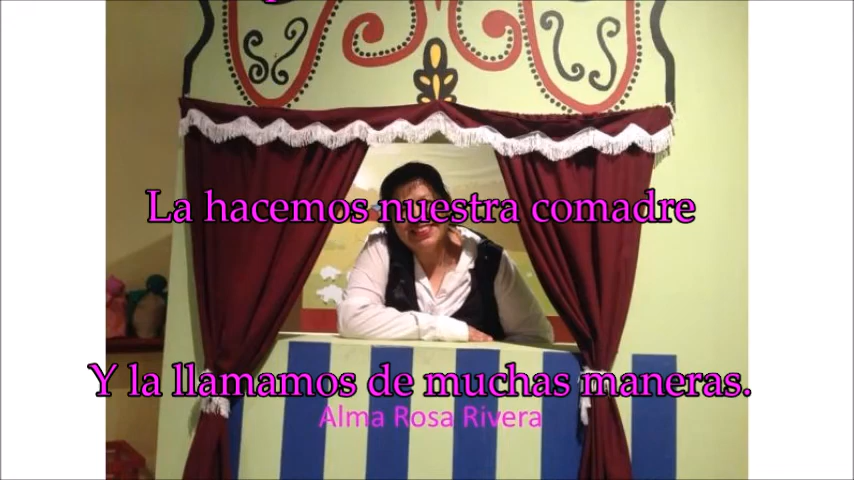 La hacemos nuestra comadre
Y la llamamos de muchas maneras.
Alma Rosa Rivera